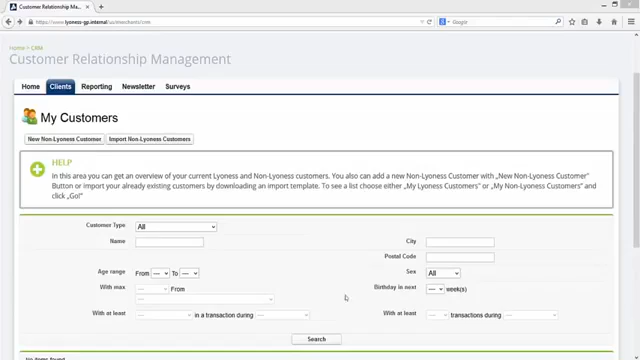 Customer Relationship Ma...
https://www.lyoness-gp.internal/us/merchants/crm
Google
Home > CRM
Customer Relationship Management
Home Clients Reporting Newsletter Surveys
My Customers
New Non-Lyoness Customer Import Non-Lyoness Customers
HELP
In this area you can get an overview of your current Lyoness and Non-Lyoness customers. You also can add a new Non-Lyoness Customer with „New Non-Lyoness Customer"
Button or import your already existing customers by downloading an import template. To see a list choose either „My Lyoness Customers" or „My Non-Lyoness Customers" and
click „Go!"
Customer Type All
Name City
Postal Code
Age range From --- To --- Sex All
With max --- From Birthday in next --- week(s)
---
With at least --- in a transaction during --- With at least --- transactions during ---
Search
No items found